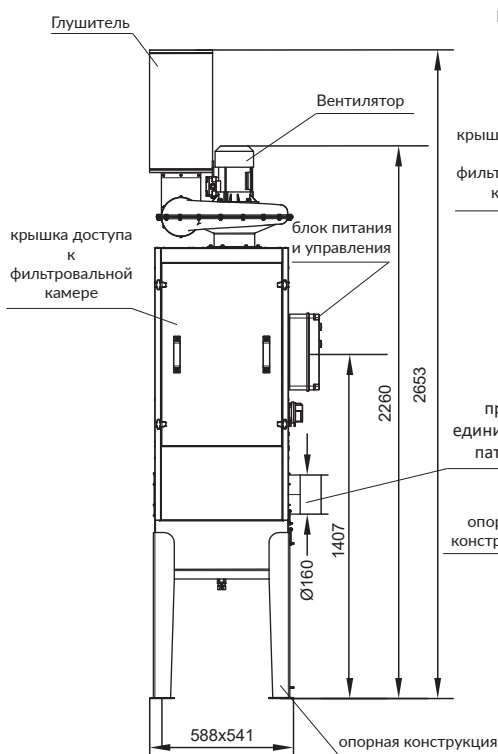 Глушитель
Вентилятор
блок питания
и управления
крышка доступа
к
фильтровальной
камере
2260
2653
1407
Ø160
588x541
опорная конструкция